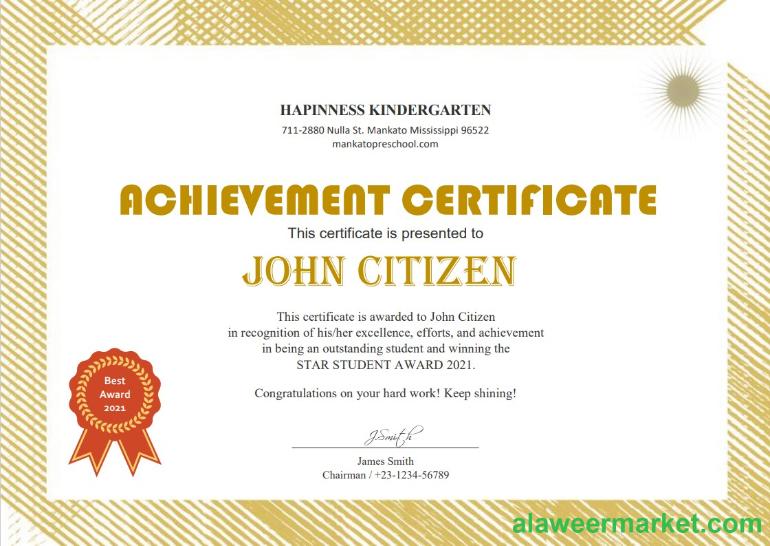 HAPINNESS KINDERGARTEN
711-2880 Nulla St. Mankato Mississippi 96522
mankatopreschool.com
ACHIEVEMENT CERTIFICATE
This certificate is presented to
JOHN CITIZEN
This certificate is awarded to John Citizen
in recognition of his/her excellence, efforts, and achievement
in being an outstanding student and winning the
STAR STUDENT AWARD 2021.
Congratulations on your hard work! Keep shining!
Best
Award
2021
JSmith
James Smith
Chairman / +23-1234-56789
alaweermarket.com